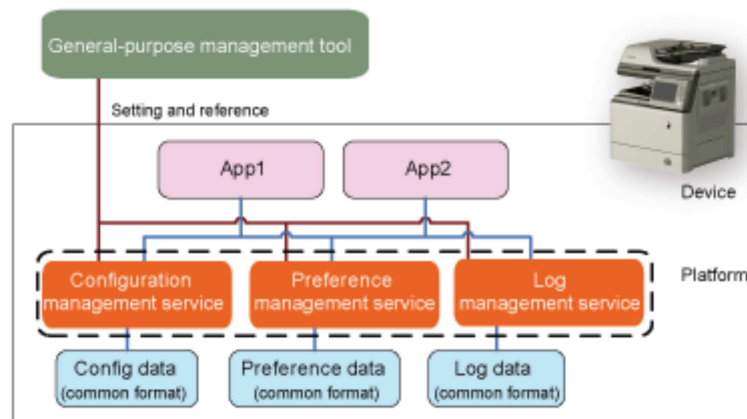 General-purpose management tool
Setting and reference
App1
App2
Device
Configuration
management service
Preference
management service
Log
management service
Platform
Config data
(common format)
Preference data
(common format)
Log data
(common format)